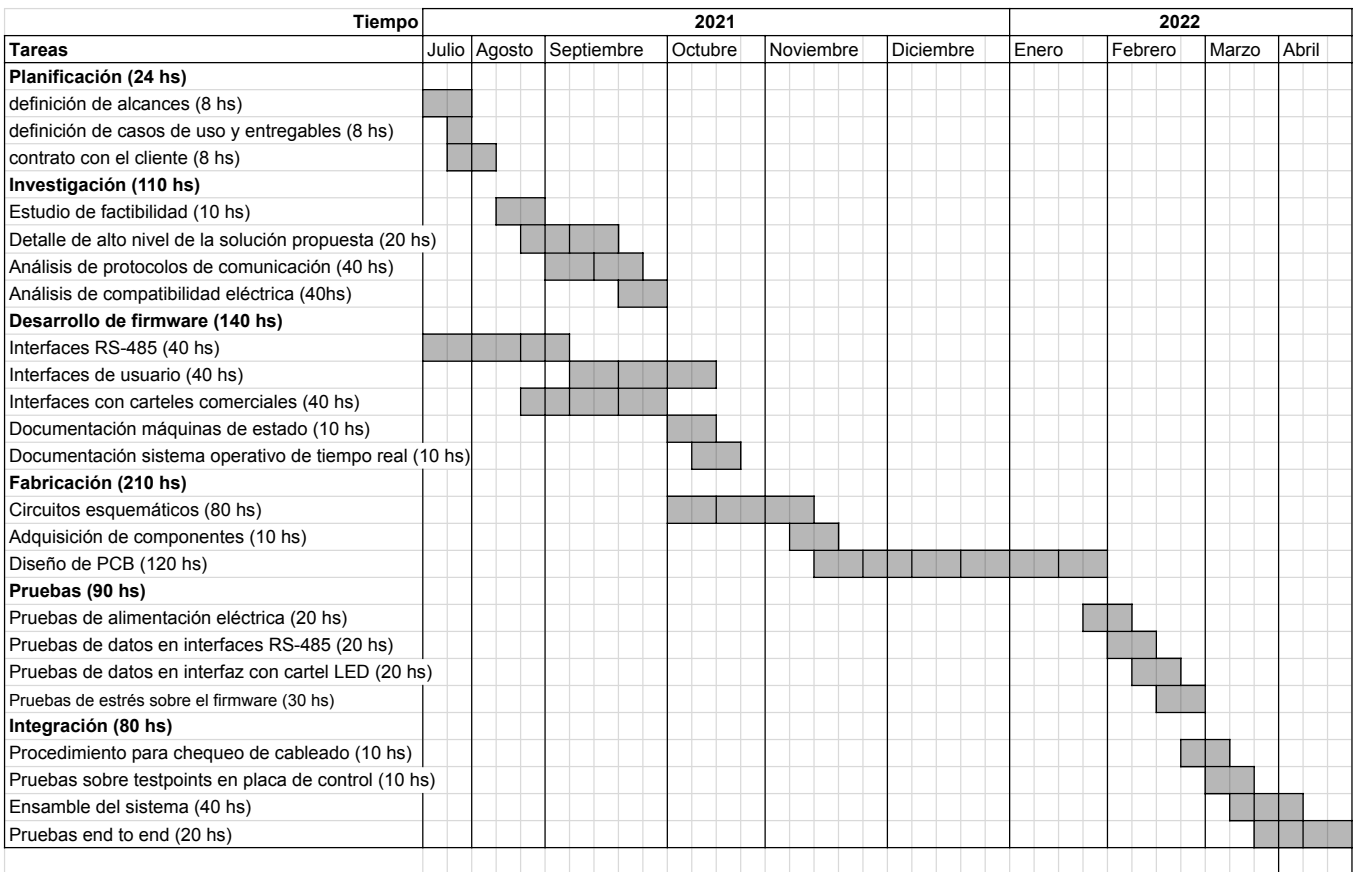 Tiempo 2021 2022
Tareas Julio Agosto Septiembre Octubre Noviembre Diciembre Enero Febrero Marzo Abril
Planificación (24 hs)
definición de alcances (8 hs)
definición de casos de uso y entregables (8 hs)
contrato con el cliente (8 hs)
Investigación (110 hs)
Estudio de factibilidad (10 hs)
Detalle de alto nivel de la solución propuesta (20 hs)
Análisis de protocolos de comunicación (40 hs)
Análisis de compatibilidad eléctrica (40hs)
Desarrollo de firmware (140 hs)
Interfaces RS-485 (40 hs)
Interfaces de usuario (40 hs)
Interfaces con carteles comerciales (40 hs)
Documentación máquinas de estado (10 hs)
Documentación sistema operativo de tiempo real (10 hs)
Fabricación (210 hs)
Circuitos esquemáticos (80 hs)
Adquisición de componentes (10 hs)
Diseño de PCB (120 hs)
Pruebas (90 hs)
Pruebas de alimentación eléctrica (20 hs)
Pruebas de datos en interfaces RS-485 (20 hs)
Pruebas de datos en interfaz con cartel LED (20 hs)
Pruebas de estrés sobre el firmware (30 hs)
Integración (80 hs)
Procedimiento para chequeo de cableado (10 hs)
Pruebas sobre testpoints en placa de control (10 hs)
Ensamble del sistema (40 hs)
Pruebas end to end (20 hs)